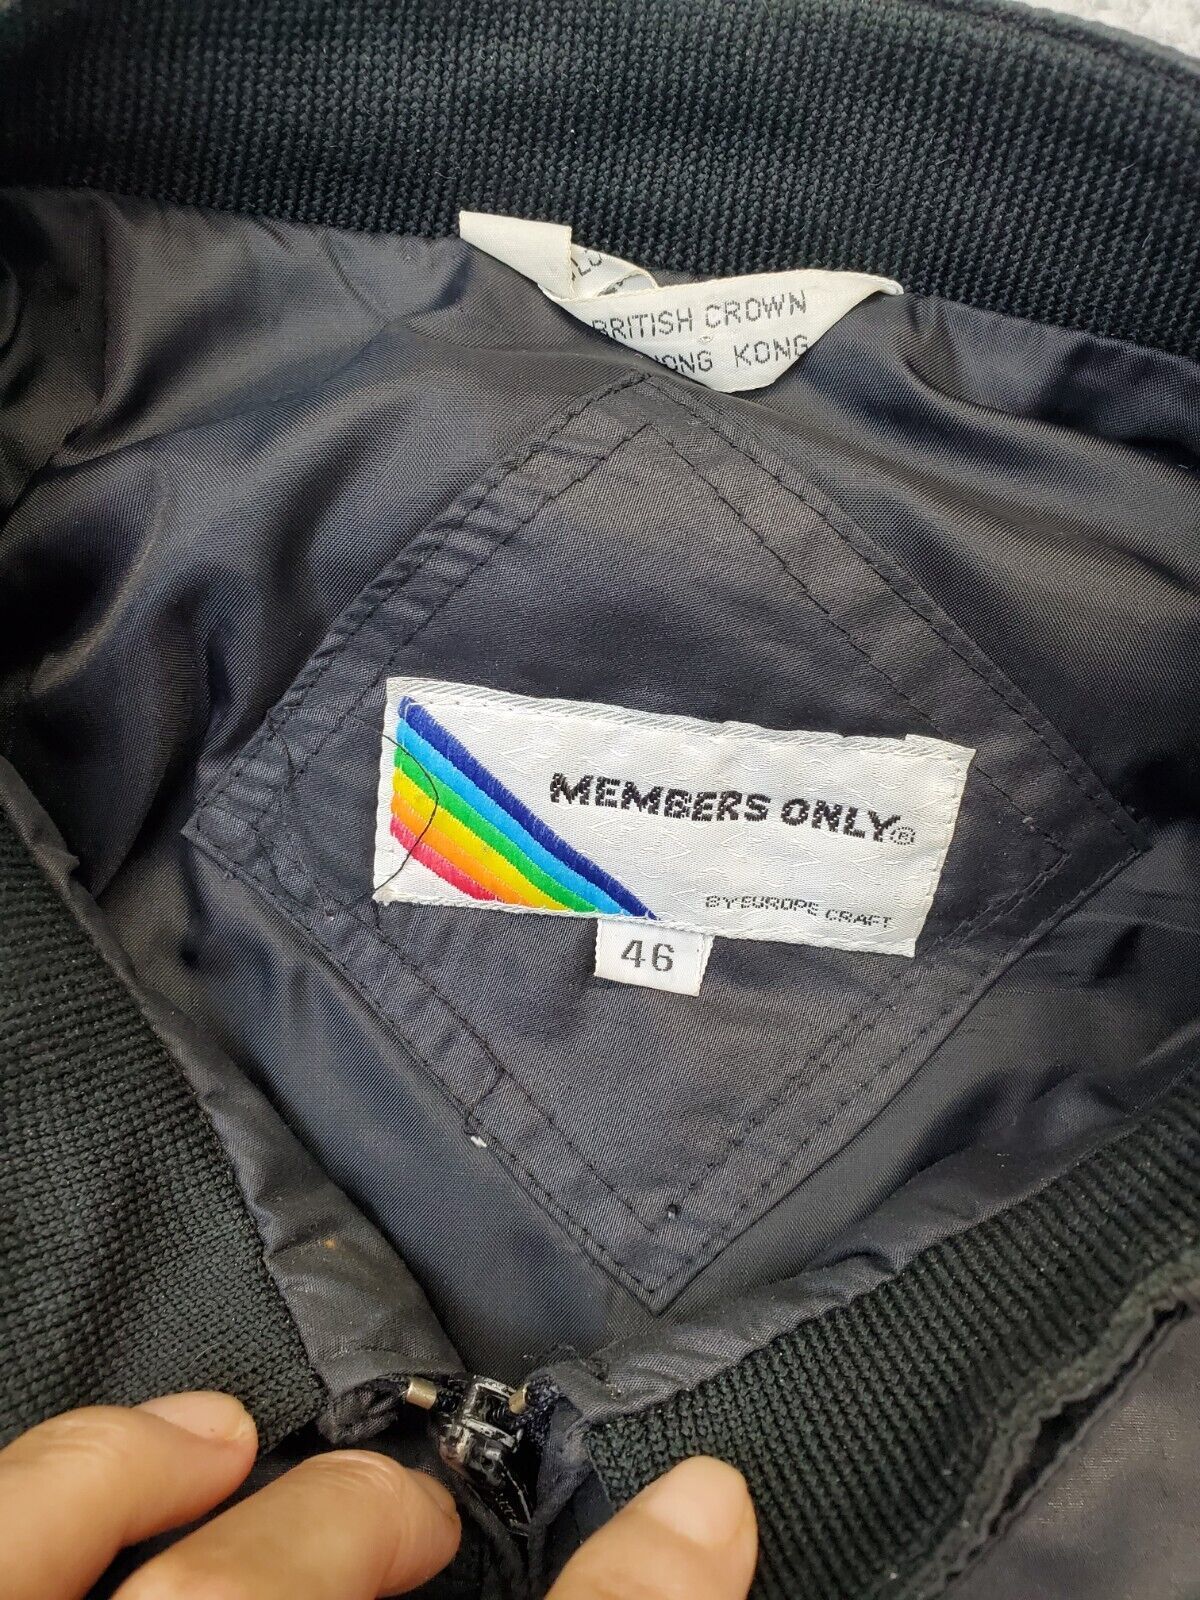 BRITISH CROWN
HONG KONG
MEMBERS ONLY®
BY EUROPE CRAFT
46